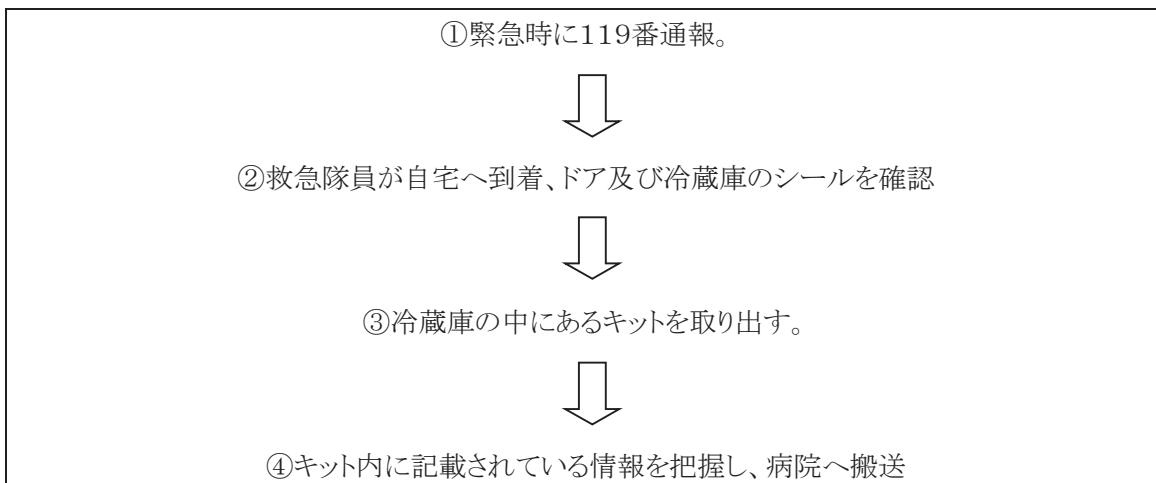 ①緊急時に119番通報。
②救急隊員が自宅へ到着、ドア及び冷蔵庫のシールを確認
③冷蔵庫の中にあるキットを取り出す。
④キット内に記載されている情報を把握し、病院へ搬送